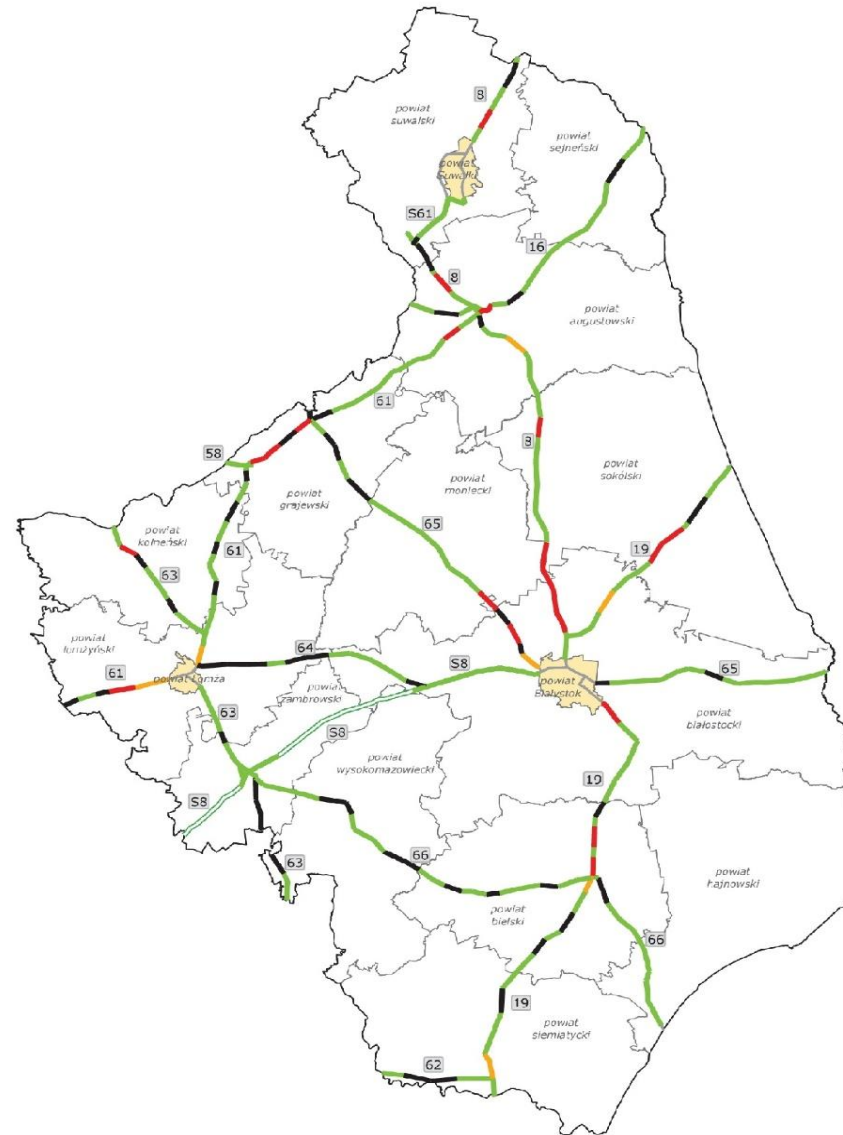 8
powiat
suwalski
powiat
sejneński
powiat
Suwałki
S61
16
8
powiat
augustowski
61
8
58
powiat
grajewski
powiat
moniecki
powiat
sokólski
65
powiat
kolneński
61
19
63
powiat
łomżyński
64
61
powiat Łomża
S8
65
powiat
zambrowski
powiat
Białystok
63
powiat
białostocki
S8
powiat
wysokomazowiecki
19
S8
63
66
powiat
hajnowski
powiat
bielski
66
19
powiat
siemiatycki
62